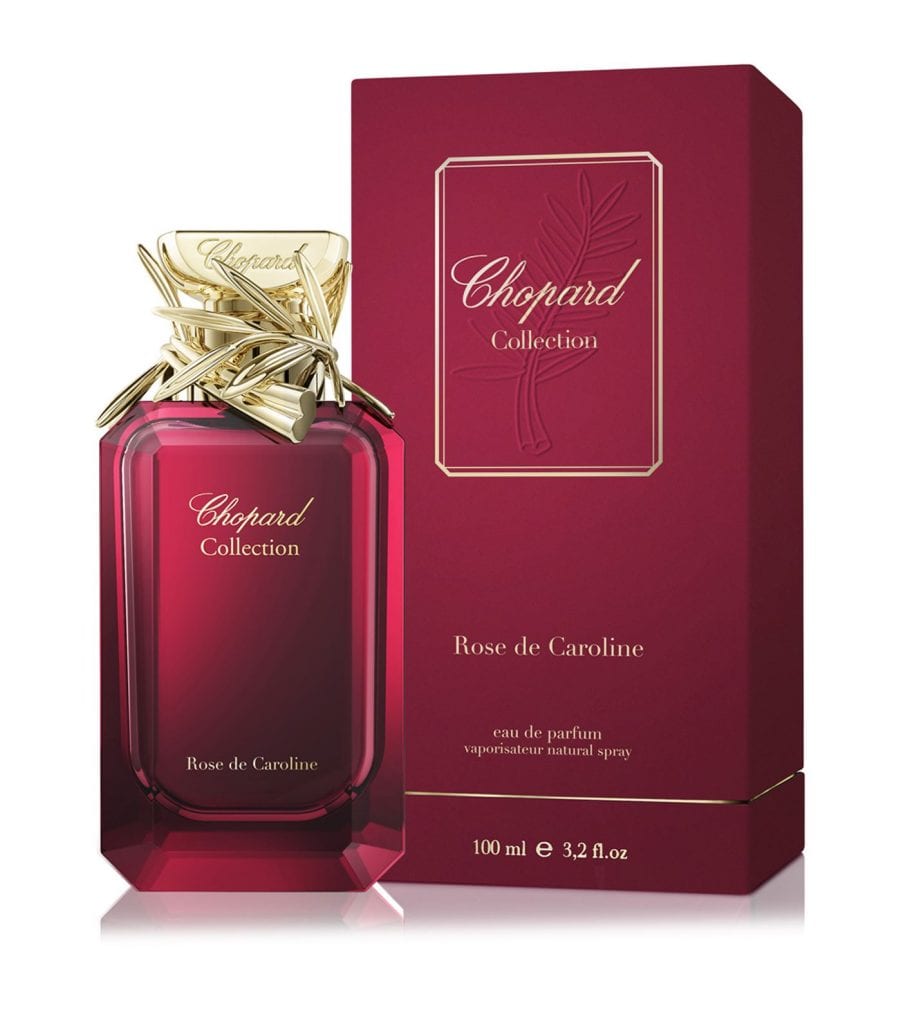 Chopard
Chopard
Collection
Rose de Caroline
Chopard
Collection
Rose de Caroline
eau de parfum
vaporisateur natural spray
100 ml ℮ 3,2 fl.oz